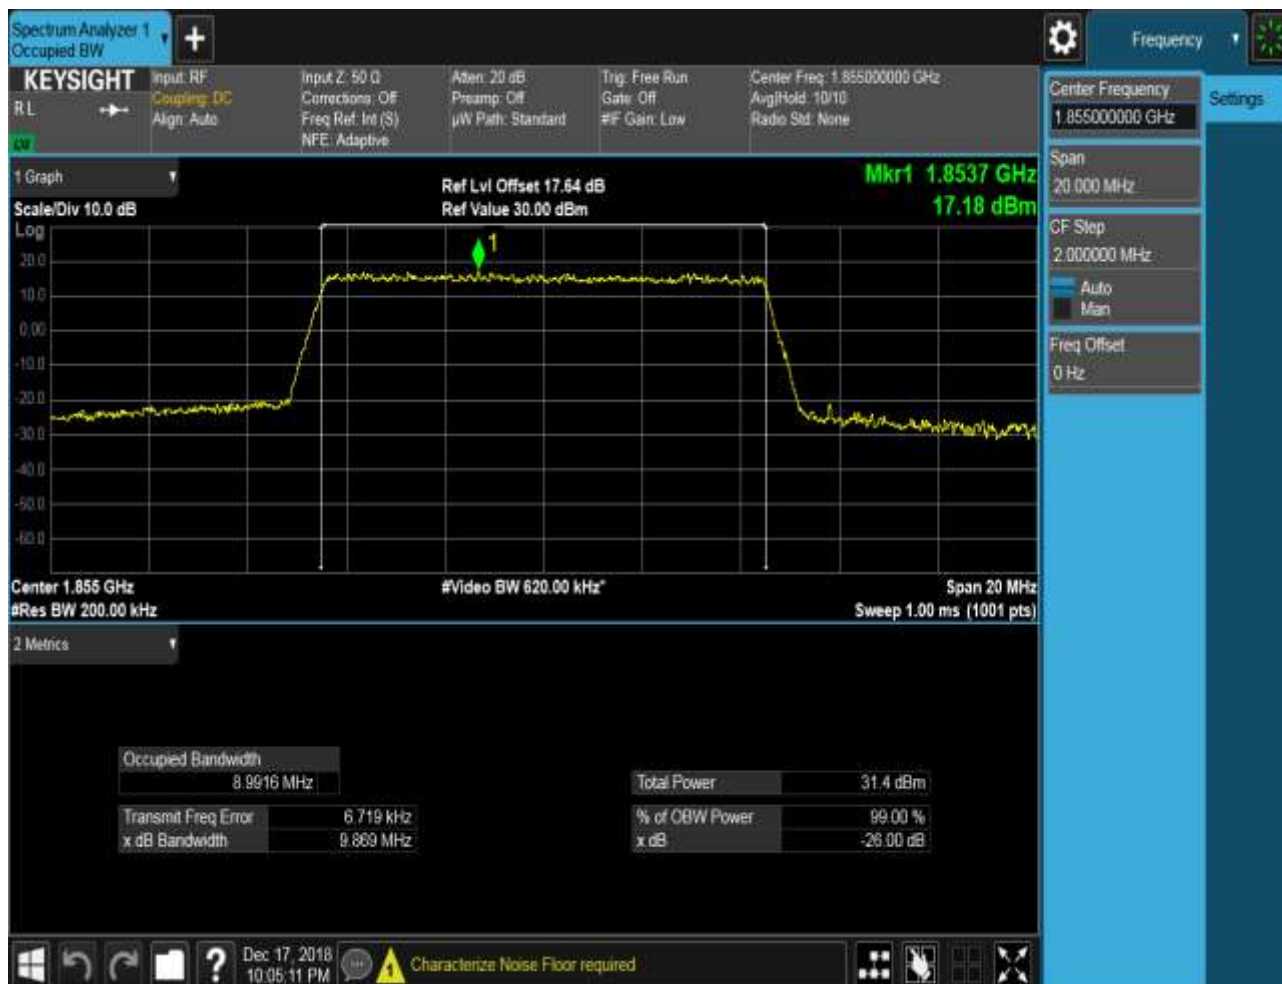 Spectrum Analyzer 1
Occupied BW
Frequency
KEYSIGHT
R L
Input: RF
Coupling: DC
Align: Auto
Input Z: 50 Ω
Corrections: Off
Freq Ref: Int (S)
NFE: Adaptive
Atten: 20 dB
Preamp: Off
µW Path: Standard
Trig: Free Run
Gate: Off
#IF Gain: Low
Center Freq: 1.855000000 GHz
Avg|Hold: 10/10
Radio Std: None
Center Frequency
1.855000000 GHz
Settings
Span
20.000 MHz
CF Step
2.000000 MHz
Auto
Man
Freq Offset
0 Hz
1 Graph
Scale/Div 10.0 dB
Ref Lvl Offset 17.64 dB
Ref Value 30.00 dBm
Mkr1 1.8537 GHz
17.18 dBm
Log
1
20.0
10.0
0.00
-10.0
-20.0
-30.0
-40.0
-50.0
-60.0
Center 1.855 GHz
#Video BW 620.00 kHz*
Span 20 MHz
#Res BW 200.00 kHz
Sweep 1.00 ms (1001 pts)
2 Metrics
Occupied Bandwidth
8.9916 MHz
Total Power 31.4 dBm
Transmit Freq Error 6.719 kHz
% of OBW Power 99.00 %
x dB Bandwidth 9.869 MHz
x dB -26.00 dB
?
Dec 17, 2018
10:05:11 PM
1
Characterize Noise Floor required